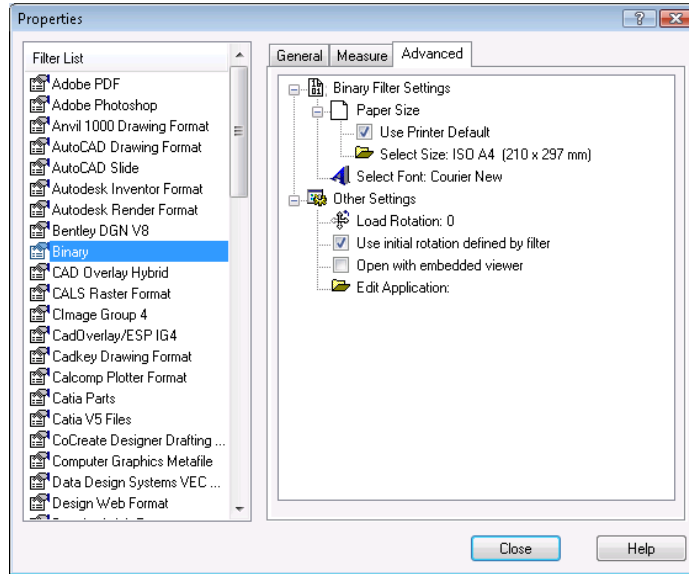 Properties
Filter List
Adobe PDF
Adobe Photoshop
Anvil 1000 Drawing Format
AutoCAD Drawing Format
AutoCAD Slide
Autodesk Inventor Format
Autodesk Render Format
Bentley DGN V8
Binary
CAD Overlay Hybrid
CALS Raster Format
CImage Group 4
CadOverlay/ESP IG4
Cadkey Drawing Format
Calcomp Plotter Format
Catia Parts
Catia V5 Files
CoCreate Designer Drafting ...
Computer Graphics Metafile
Data Design Systems VEC ...
Design Web Format
General Measure Advanced
Binary Filter Settings
Paper Size
Use Printer Default
Select Size: ISO A4 (210 x 297 mm)
Select Font: Courier New
Other Settings
Load Rotation: 0
Use initial rotation defined by filter
Open with embedded viewer
Edit Application:
Close Help